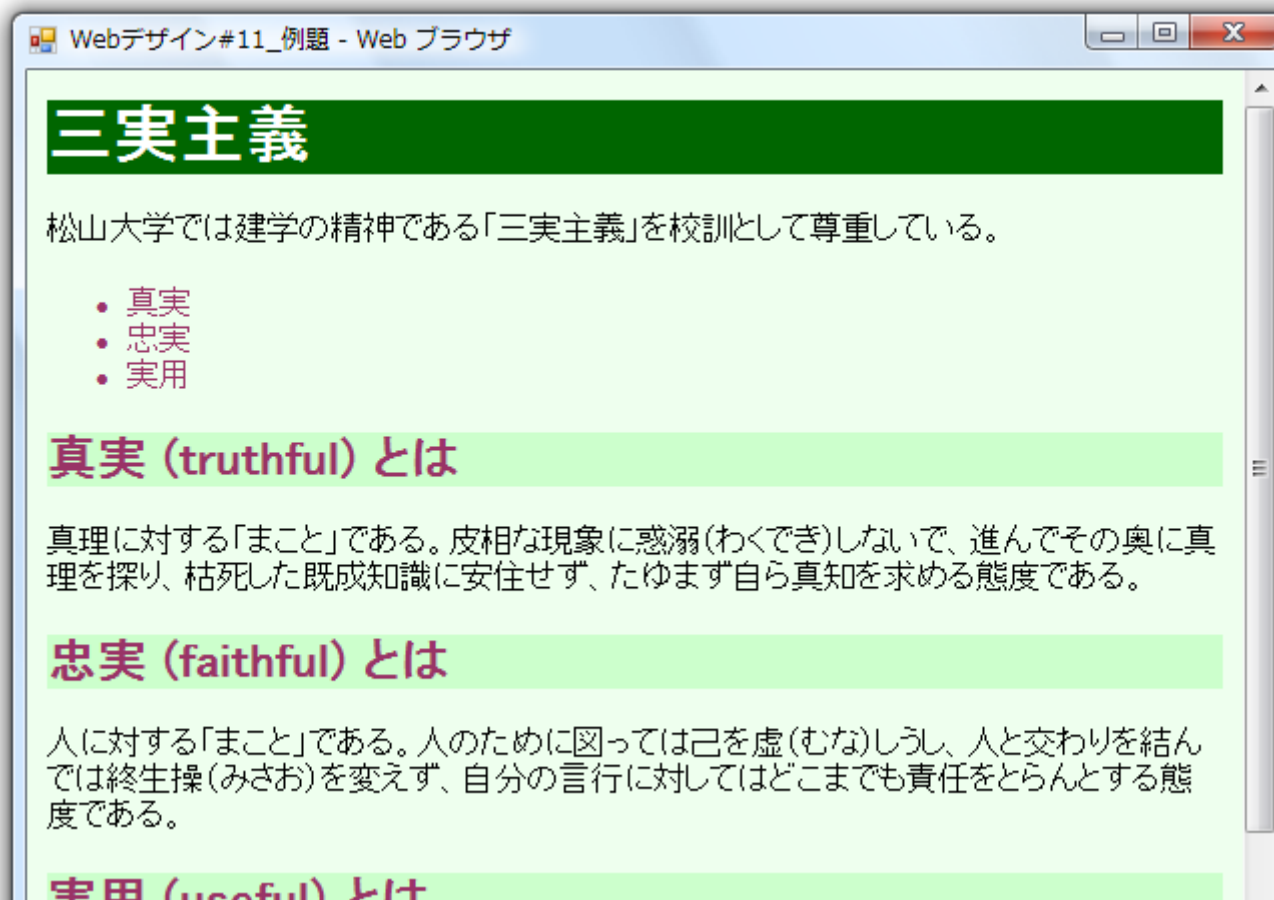 Webデザイン#11_例題 - Web ブラウザ
三実主義
松山大学では建学の精神である「三実主義」を校訓として尊重している。
• 真実
• 忠実
• 実用
真実 (truthful) とは
真理に対する「まこと」である。皮相な現象に惑溺(わくでき)しないで、進んでその奥に真
理を探り、枯死した既成知識に安住せず、たゆまず自ら真知を求める態度である。
忠実 (faithful) とは
人に対する「まこと」である。人のために図っては己を虚(むな)しうし、人と交わりを結ん
では終生操(みさお)を変えず、自分の言行に対してはどこまでも責任をとらんとする態
度である。
実用 (useful) とは